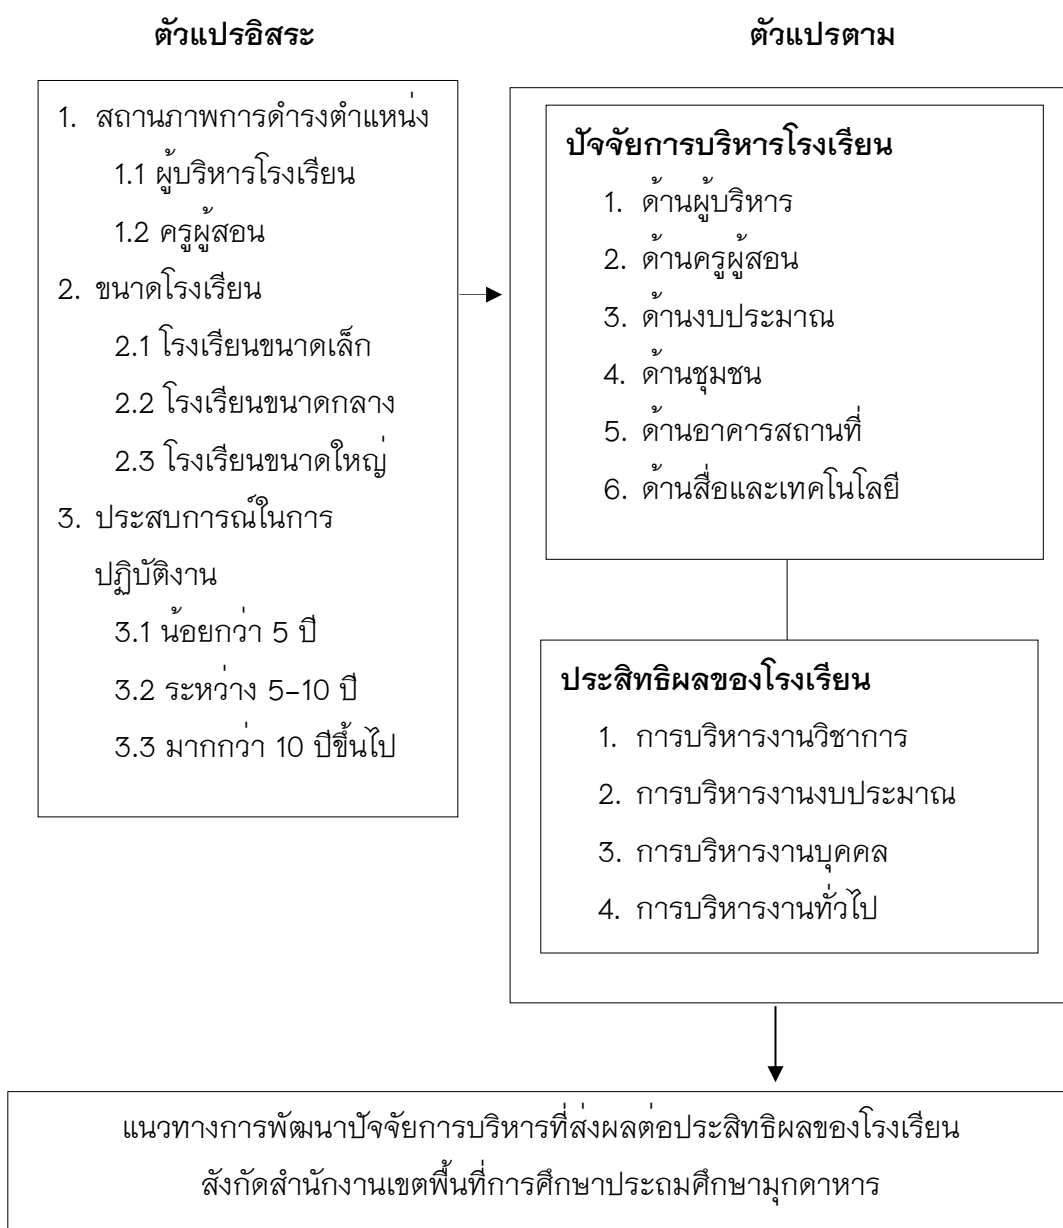 ตัวแปรอิสระ
1. สถานภาพการดำรงตำแหน่ง
1.1 ผู้บริหารโรงเรียน
1.2 ครูผู้สอน
2. ขนาดโรงเรียน
2.1 โรงเรียนขนาดเล็ก
2.2 โรงเรียนขนาดกลาง
2.3 โรงเรียนขนาดใหญ่
3. ประสบการณ์ในการ
ปฏิบัติงาน
3.1 น้อยกว่า 5 ปี
3.2 ระหว่าง 5-10 ปี
3.3 มากกว่า 10 ปีขึ้นไป
ตัวแปรตาม
ปัจจัยการบริหารโรงเรียน
1. ด้านผู้บริหาร
2. ด้านครูผู้สอน
3. ด้านงบประมาณ
4. ด้านชุมชน
5. ด้านอาคารสถานที่
6. ด้านสื่อและเทคโนโลยี
ประสิทธิผลของโรงเรียน
1. การบริหารงานวิชาการ
2. การบริหารงานงบประมาณ
3. การบริหารงานบุคคล
4. การบริหารงานทั่วไป
แนวทางการพัฒนาปัจจัยการบริหารที่ส่งผลต่อประสิทธิผลของโรงเรียน
สังกัดสำนักงานเขตพื้นที่การศึกษาประถมศึกษามุกดาหาร